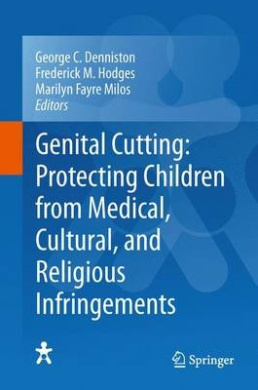 George C. Denniston
Frederick M. Hodges
Marilyn Fayre Milos
Editors
Genital Cutting:
Protecting Children
from Medical,
Cultural, and
Religious
Infringements
Springer